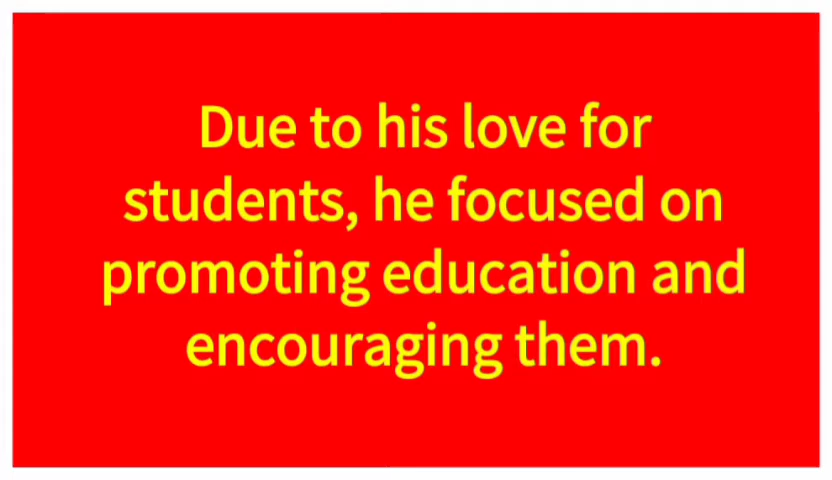 Due to his love for
students, he focused on
promoting education and
encouraging them.